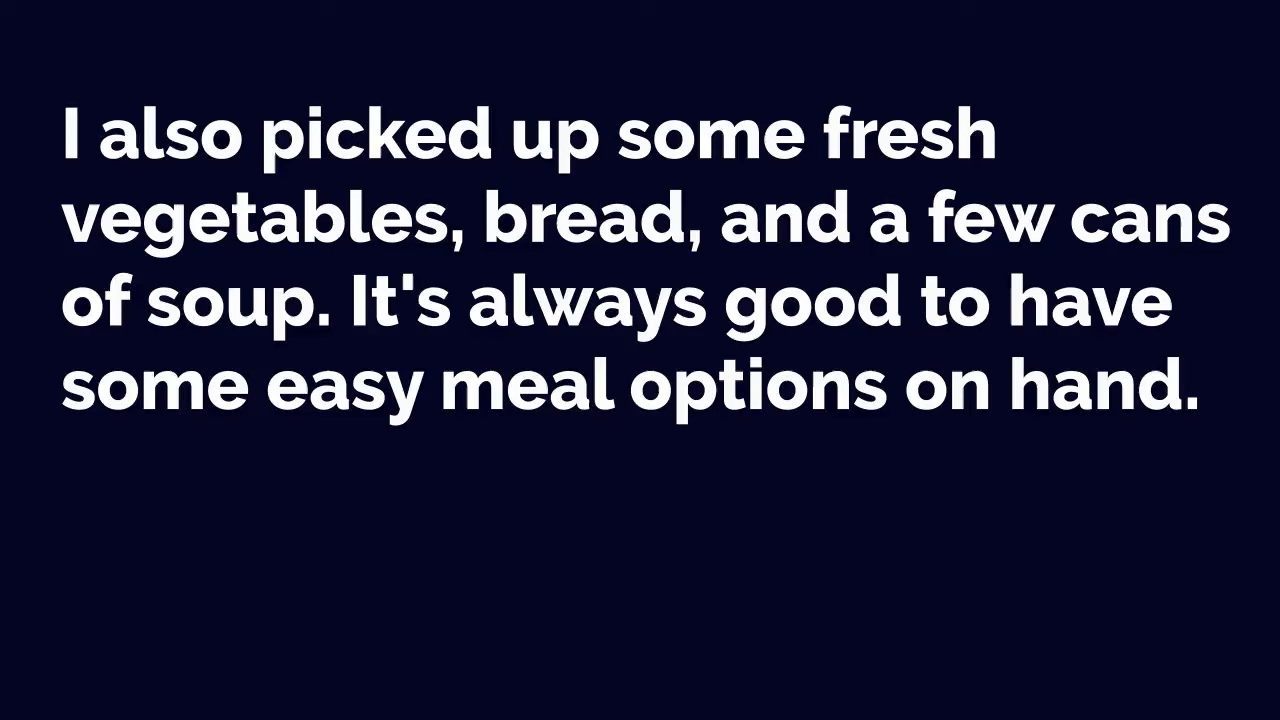 I also picked up some fresh
vegetables, bread, and a few cans
of soup. It's always good to have
some easy meal options on hand.